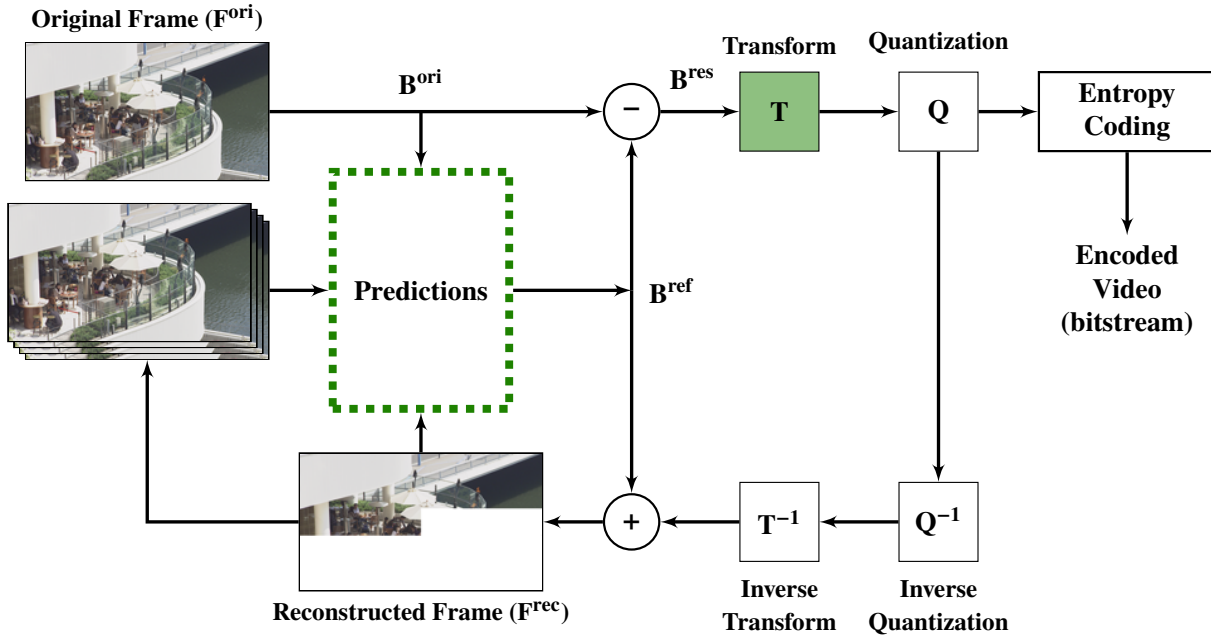 Original Frame (F^ori)
B^ori
B^res
Transform
Quantization
−
T
Q
Entropy
Coding
Predictions
B^ref
Encoded
Video
(bitstream)
+
T^−1
Q^−1
Reconstructed Frame (F^rec)
Inverse
Transform
Inverse
Quantization